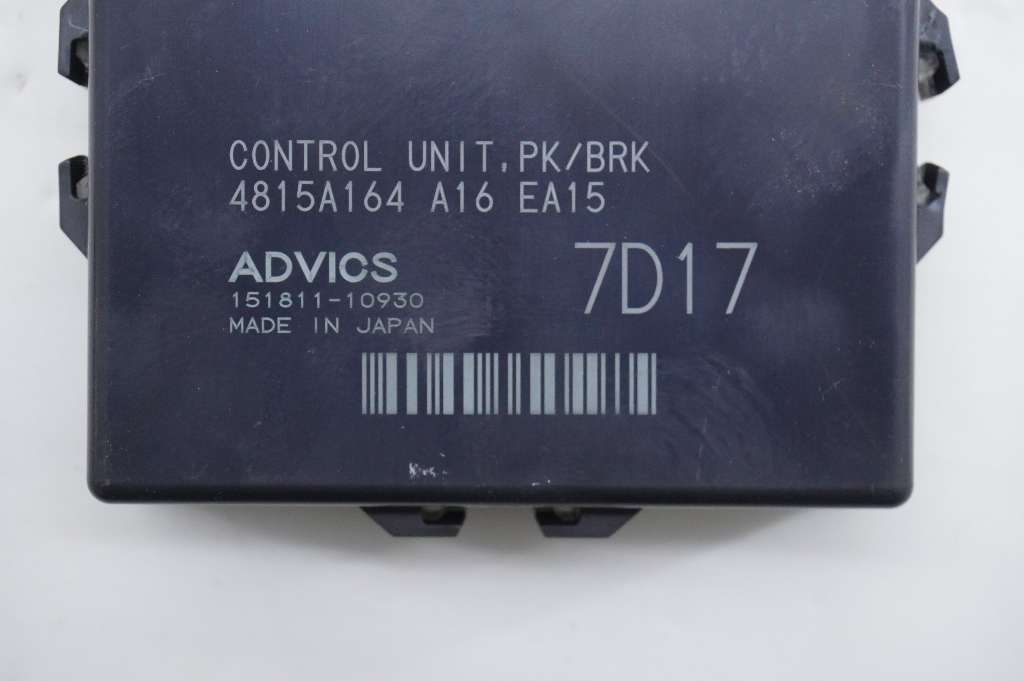 CONTROL UNIT, PK/BRK
4815A164 A16 EA15
ADVICS
7D17
151811-10930
MADE IN JAPAN